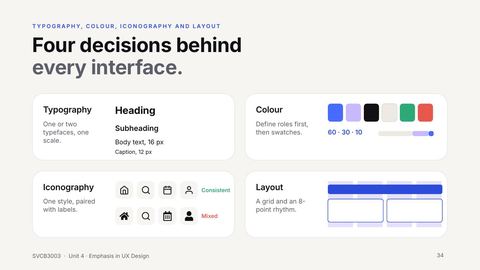 TYPOGRAPHY, COLOUR, ICONOGRAPHY AND LAYOUT
Four decisions behind
every interface.
Typography
One or two
typefaces, one
scale.
Heading
Subheading
Body text, 16 px
Caption, 12 px
Colour
Define roles first,
then swatches.
60 · 30 · 10
Iconography
One style, paired
with labels.
Consistent
Mixed
Layout
A grid and an 8-
point rhythm.
SVCB3003 · Unit 4 · Emphasis in UX Design
34